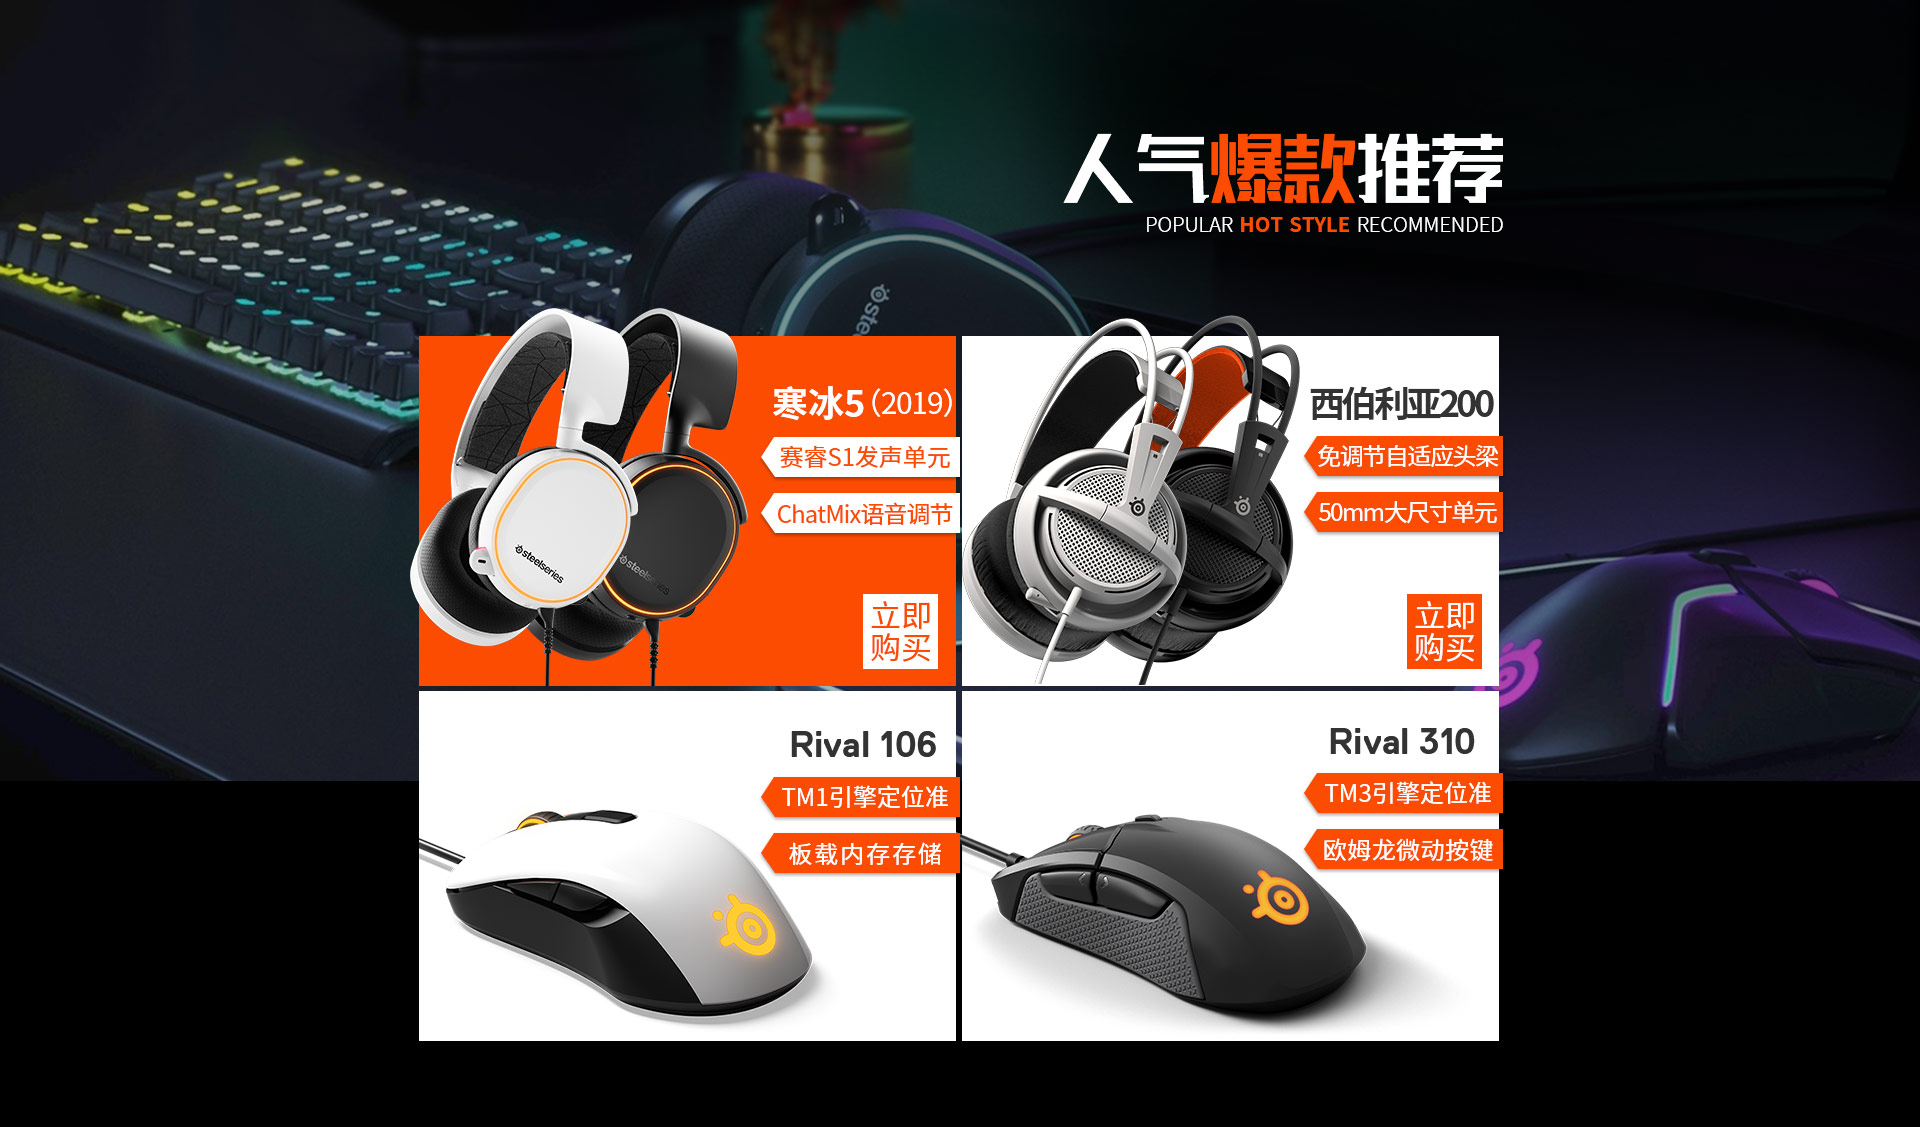 人气爆款推荐
POPULAR HOT STYLE RECOMMENDED
寒冰5（2019）
赛睿S1发声单元
ChatMix语音调节
steelseries
steelseries
立即
购买
西伯利亚200
免调节自适应头梁
50mm大尺寸单元
立即
购买
Rival 106
TM1引擎定位准
板载内存存储
Rival 310
TM3引擎定位准
欧姆龙微动按键